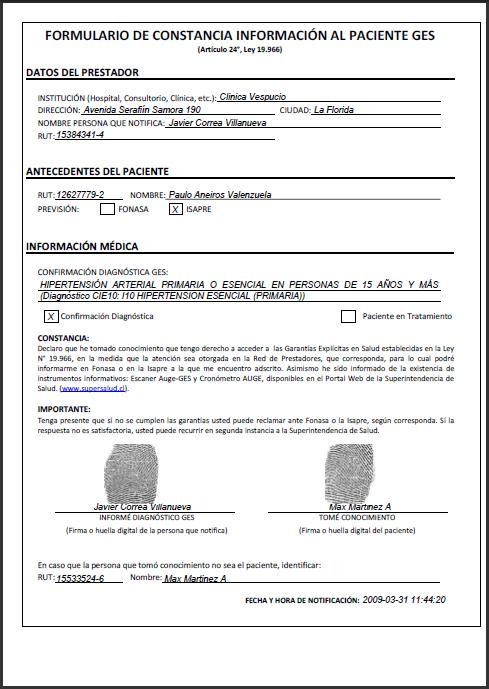 FORMULARIO DE CONSTANCIA INFORMACIÓN AL PACIENTE GES
(Artículo 24°, Ley 19.966)
DATOS DEL PRESTADOR
INSTITUCIÓN (Hospital, Consultorio, Clínica, etc.): Clinica Vespucio
DIRECCIÓN: Avenida Serafíin Samora 190 CIUDAD: La Florida
NOMBRE PERSONA QUE NOTIFICA: Javier Correa Villanueva
RUT: 15384341-4
ANTECEDENTES DEL PACIENTE
RUT: 12627779-2 NOMBRE: Paulo Aneiros Valenzuela
PREVISIÓN: FONASA X ISAPRE
INFORMACIÓN MÉDICA
CONFIRMACIÓN DIAGNÓSTICA GES:
HIPERTENSIÓN ARTERIAL PRIMARIA O ESENCIAL EN PERSONAS DE 15 AÑOS Y MÁS
(Diagnóstico CIE10: I10 HIPERTENSION ESENCIAL (PRIMARIA))
X Confirmación Diagnóstica Paciente en Tratamiento
CONSTANCIA:
Declaro que he tomado conocimiento que tengo derecho a acceder a las Garantías Explícitas en Salud establecidas en la Ley
N° 19.966, en la medida que la atención sea otorgada en la Red de Prestadores, que corresponda, para lo cual podré
informarme en Fonasa o en la Isapre a la que me encuentro adscrito. Asimismo he sido informado de la existencia de
instrumentos informativos: Escaner Auge-GES y Cronómetro AUGE, disponibles en el Portal Web de la Superintendencia de
Salud. (www.supersalud.cl).
IMPORTANTE:
Tenga presente que si no se cumplen las garantías usted puede reclamar ante Fonasa o la Isapre, según corresponda. Sí la
respuesta no es satisfactoria, usted puede recurrir en segunda instancia a la Superintendencia de Salud.
Javier Correa Villanueva Max Martinez A
INFORMÉ DIAGNÓSTICO GES TOMÉ CONOCIMIENTO
(Firma o huella digital de la persona que notifica) (Firma o huella digital del paciente)
En caso que la persona que tomó conocimiento no sea el paciente, identificar:
RUT: 15533524-6 Nombre: Max Martinez A
FECHA Y HORA DE NOTIFICACIÓN: 2009-03-31 11:44:20